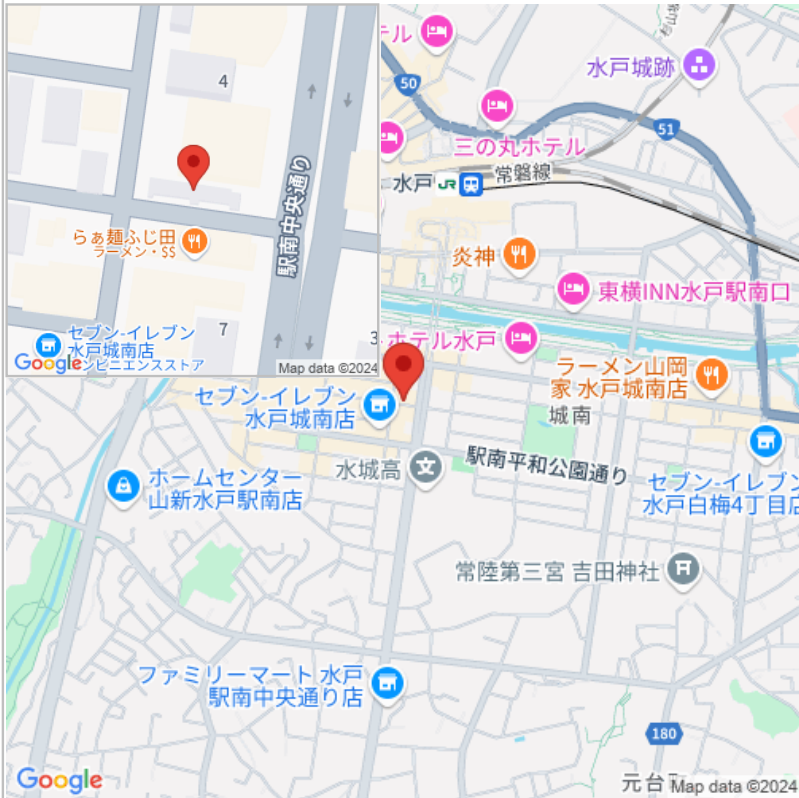 4
らぁ麺ふじ田
ラーメン・SS
駅南中央通り
7
セブン-イレブン
水戸城南店
ンビニエンスストア
Google
Map data ©2024
テル
50
水戸城跡
51
三の丸ホテル
水戸
JR
常磐線
炎神
東横INN水戸駅南口
ホテル水戸
ラーメン山岡
家 水戸城南店
セブン-イレブン
水戸城南店
城南
水城高
文
駅南平和公園通り
セブン-イレブン
水戸白梅4丁目店
ホームセンター
山新水戸駅南店
常陸第三宮 吉田神社
ファミリーマート 水戸
駅南中央通り店
180
元台町
Google
Map data ©2024